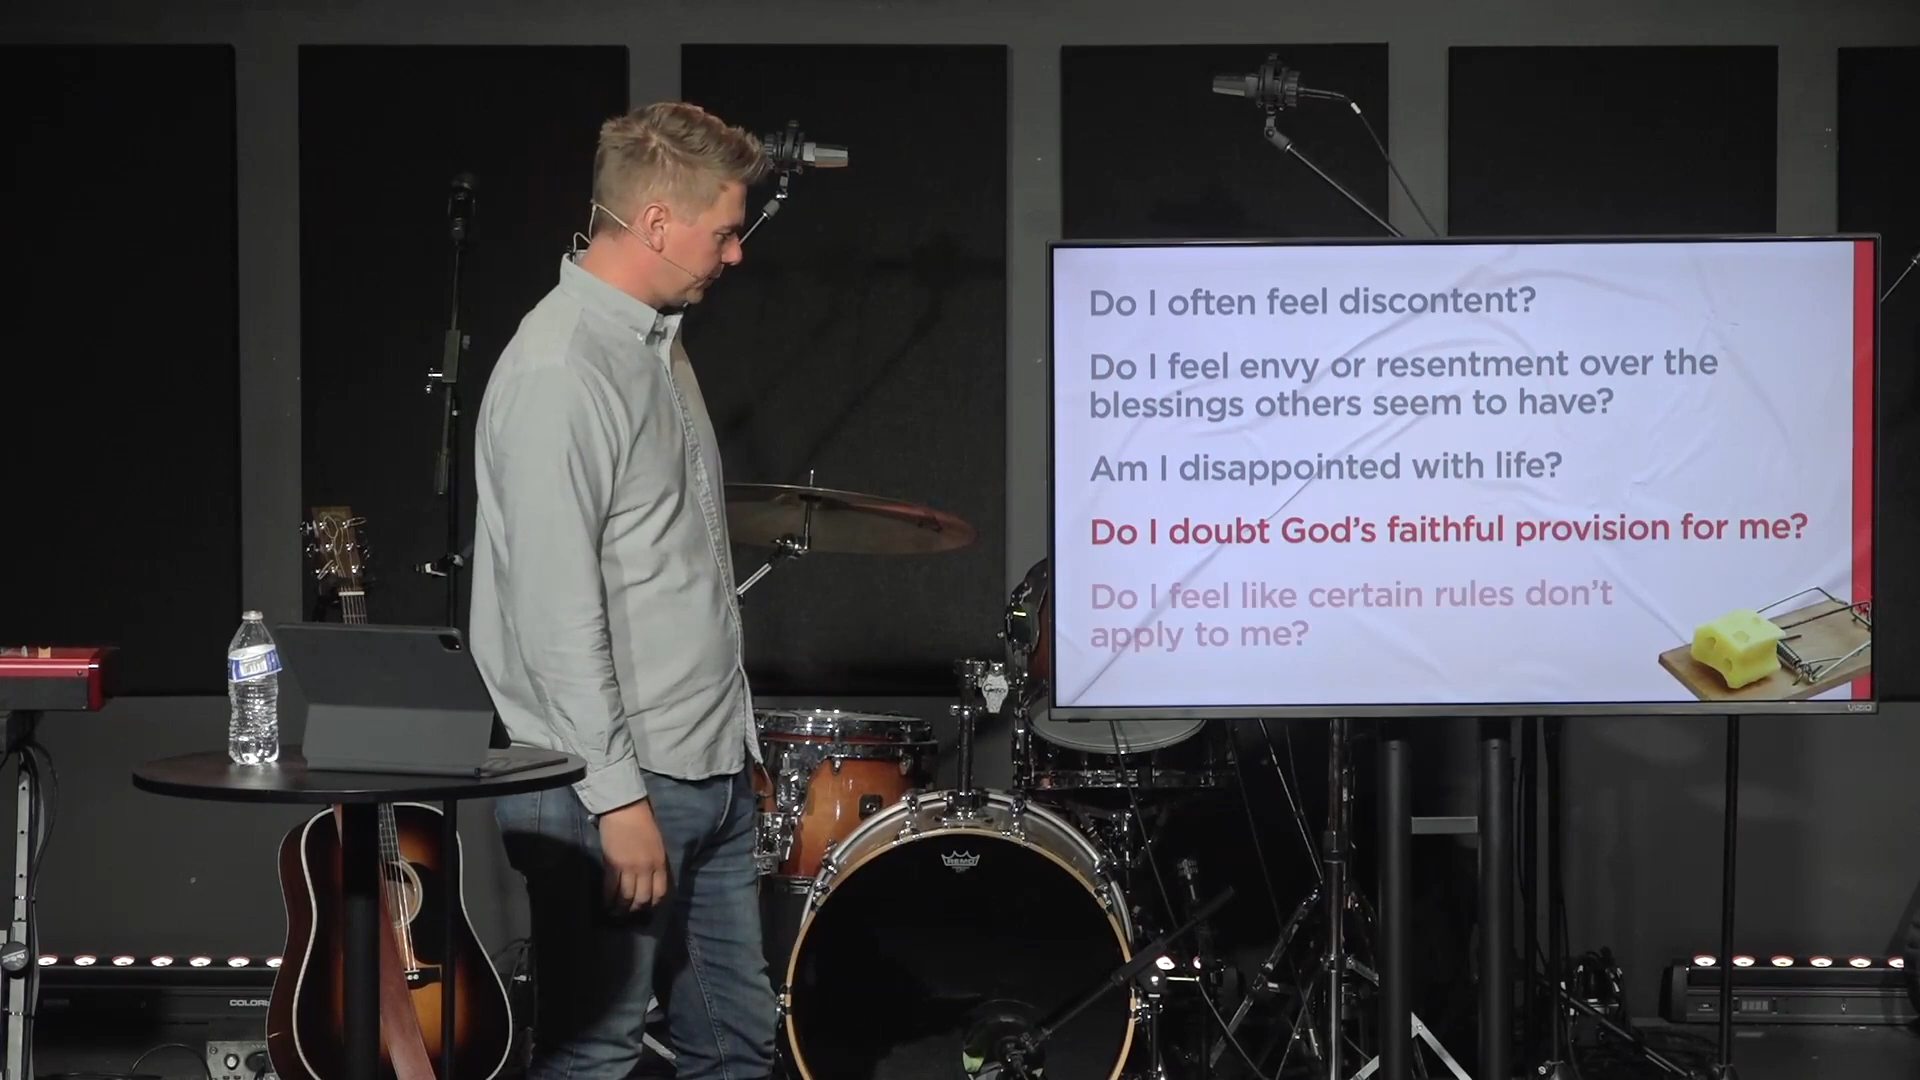 Do I often feel discontent?
Do I feel envy or resentment over the
blessings others seem to have?
Am I disappointed with life?
Do I doubt God's faithful provision for me?
Do I feel like certain rules don't
apply to me?
VIZIO
REMO